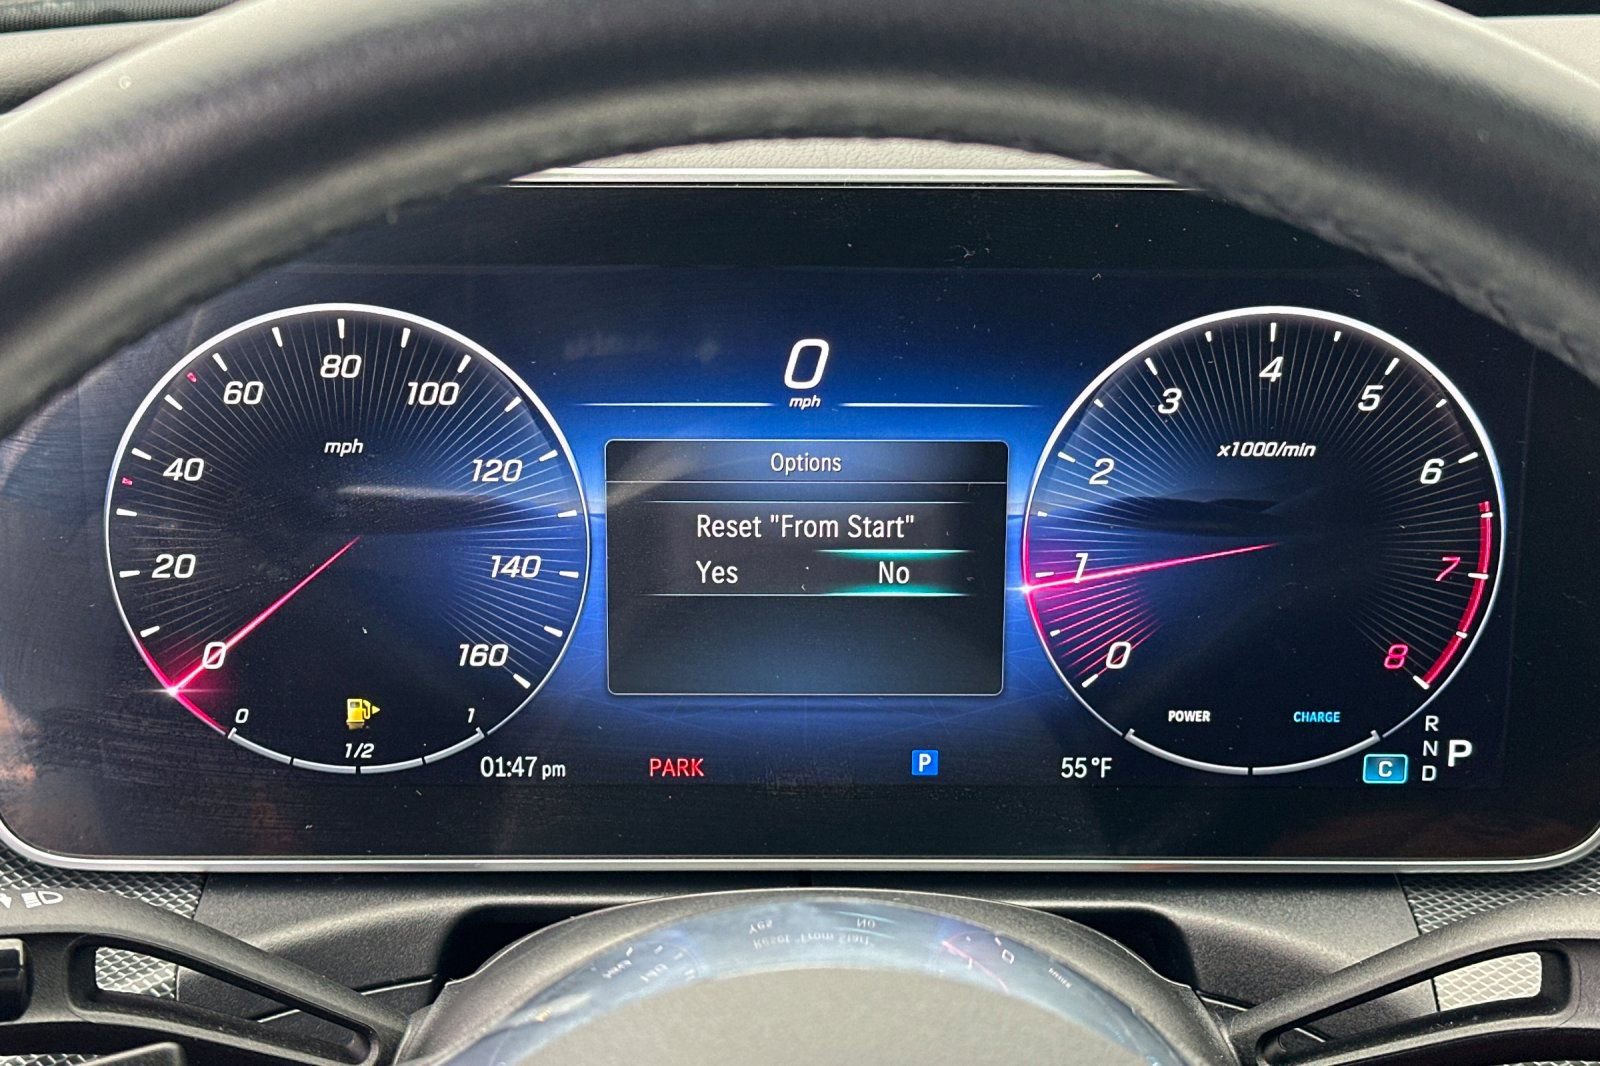 0
mph
80
60
100
mph
40
120
20
140
0
160
0
1
1/2
Options
Reset "From Start"
Yes No
4
3
5
x1000/min
2
6
1
7
0
8
POWER CHARGE
01:47 pm
PARK
P
55°F
C
R
N
D
P